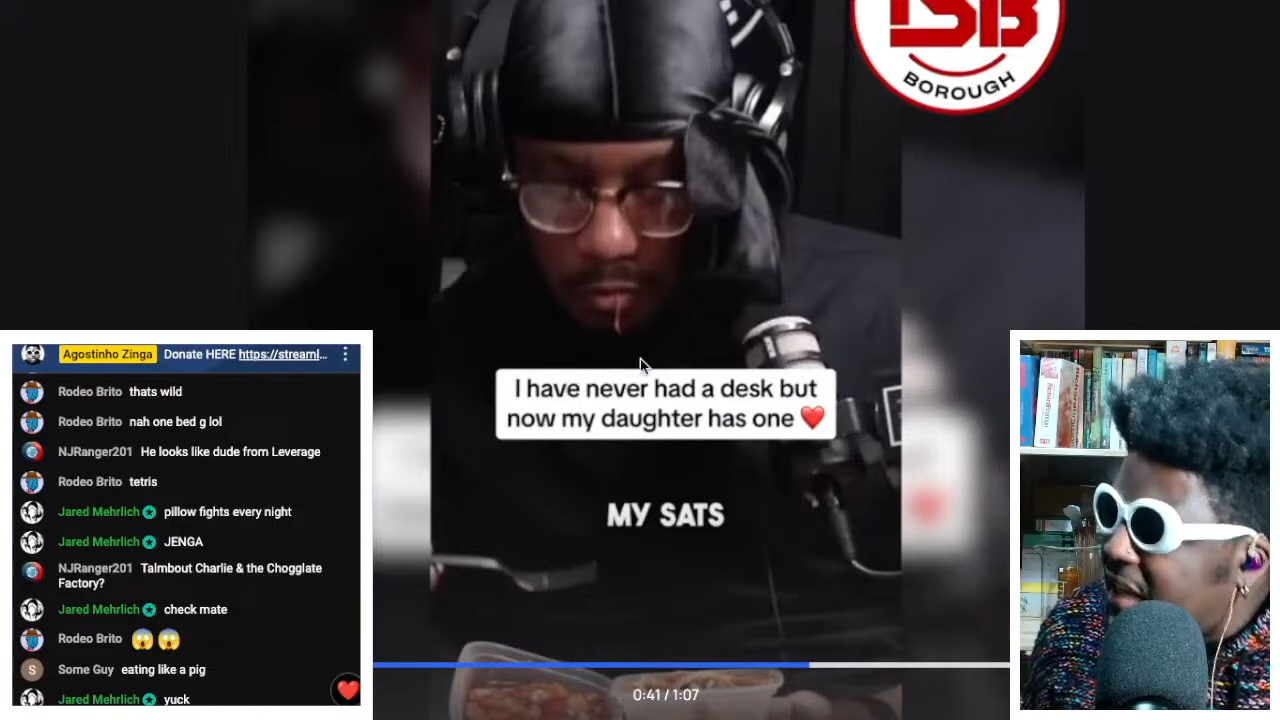 ISB
BOROUGH
I have never had a desk but
now my daughter has one ❤️
MY SATS
Agostinho Zinga Donate HERE https://streaml...
Rodeo Brito thats wild
Rodeo Brito nah one bed g lol
NJRanger201 He looks like dude from Leverage
Rodeo Brito tetris
Jared Mehrlich pillow fights every night
Jared Mehrlich JENGA
NJRanger201 Talmbout Charlie & the Chogglate
Factory?
Jared Mehrlich check mate
Rodeo Brito 😱😱
S Some Guy eating like a pig
Jared Mehrlich yuck
0:41 / 1:07